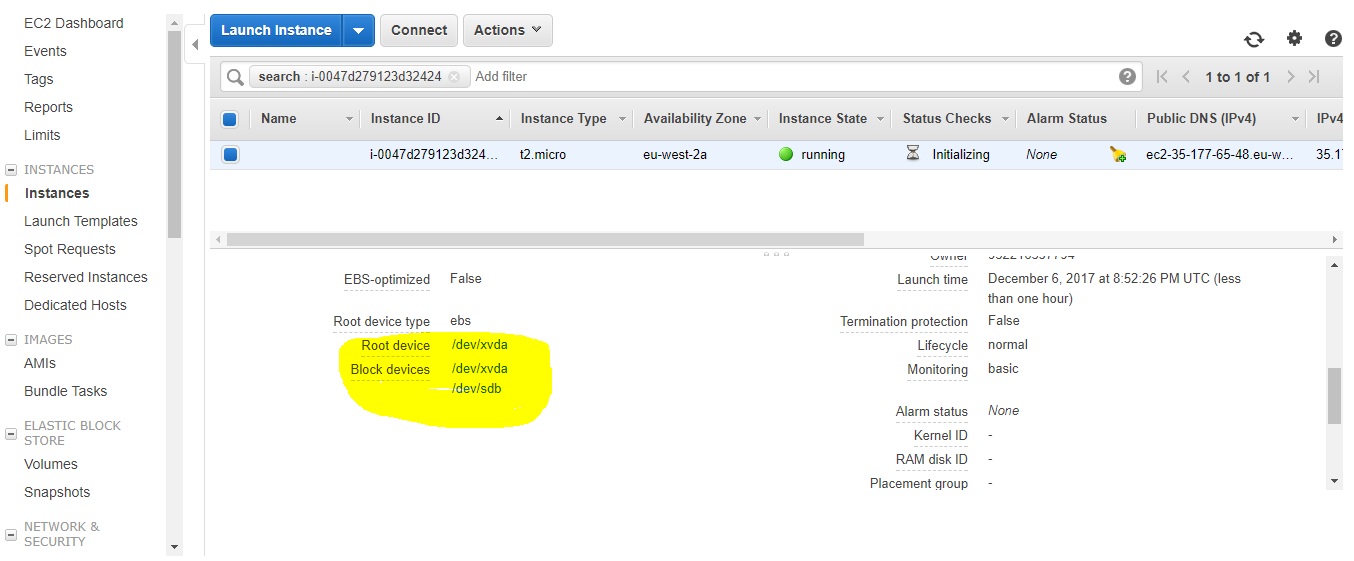 EC2 Dashboard
Events
Tags
Reports
Limits
INSTANCES
Instances
Launch Templates
Spot Requests
Reserved Instances
Dedicated Hosts
IMAGES
AMIs
Bundle Tasks
ELASTIC BLOCK
STORE
Volumes
Snapshots
NETWORK &
SECURITY
Launch Instance Connect Actions
search : i-0047d279123d32424 Add filter 1 to 1 of 1
Name Instance ID Instance Type Availability Zone Instance State Status Checks Alarm Status Public DNS (IPv4) IPv4
i-0047d279123d324... t2.micro eu-west-2a running Initializing None ec2-35-177-65-48.eu-w... 35.17
EBS-optimized False
Root device type ebs
Root device /dev/xvda
Block devices /dev/xvda
/dev/sdb
Owner
Launch time December 6, 2017 at 8:52:26 PM UTC (less
than one hour)
Termination protection False
Lifecycle normal
Monitoring basic
Alarm status None
Kernel ID -
RAM disk ID -
Placement group -